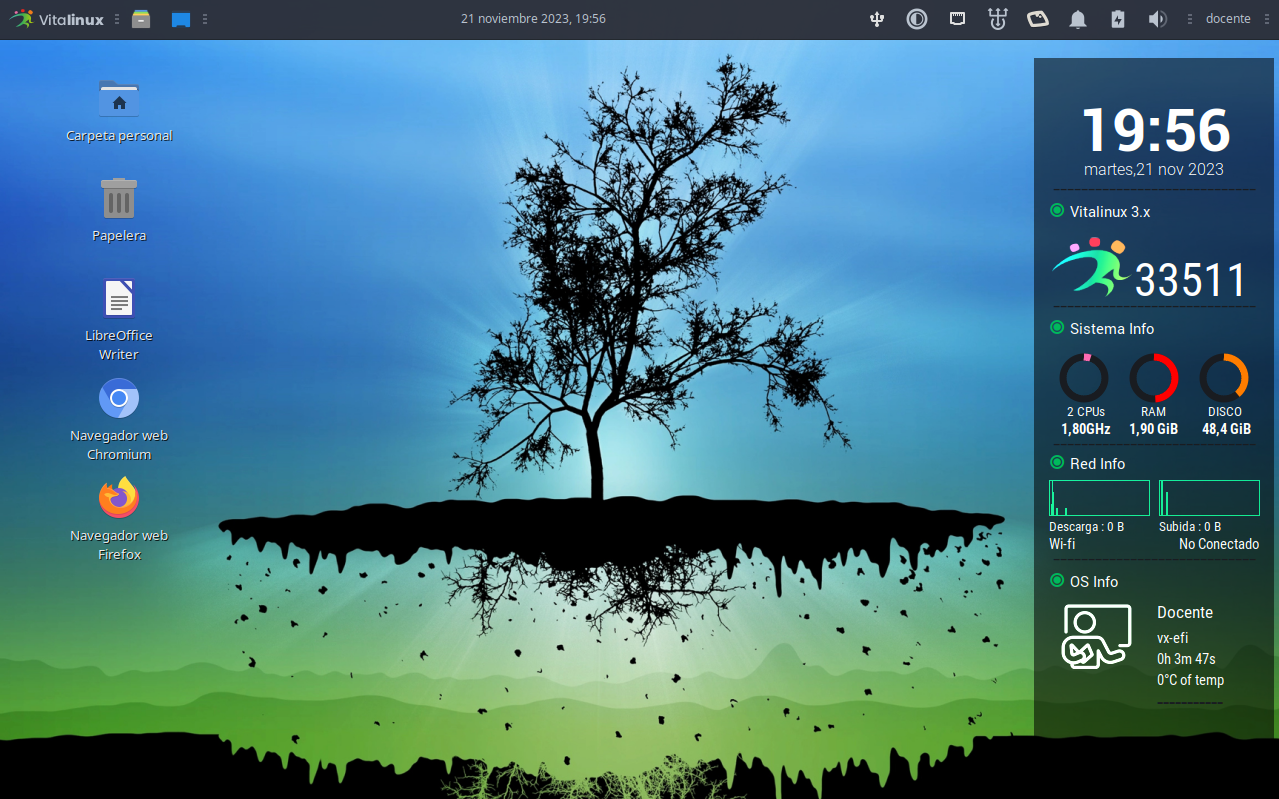 Vitalinux
21 noviembre 2023, 19:56
docente
Carpeta personal
Papelera
LibreOffice
Writer
Navegador web
Chromium
Navegador web
Firefox
19:56
martes,21 nov 2023
Vitalinux 3.x
33511
Sistema Info
2 CPUs RAM DISCO
1,80GHz 1,90 GiB 48,4 GiB
Red Info
Descarga : 0 B Subida : 0 B
Wi-fi No Conectado
OS Info
Docente
vx-efi
0h 3m 47s
0°C of temp